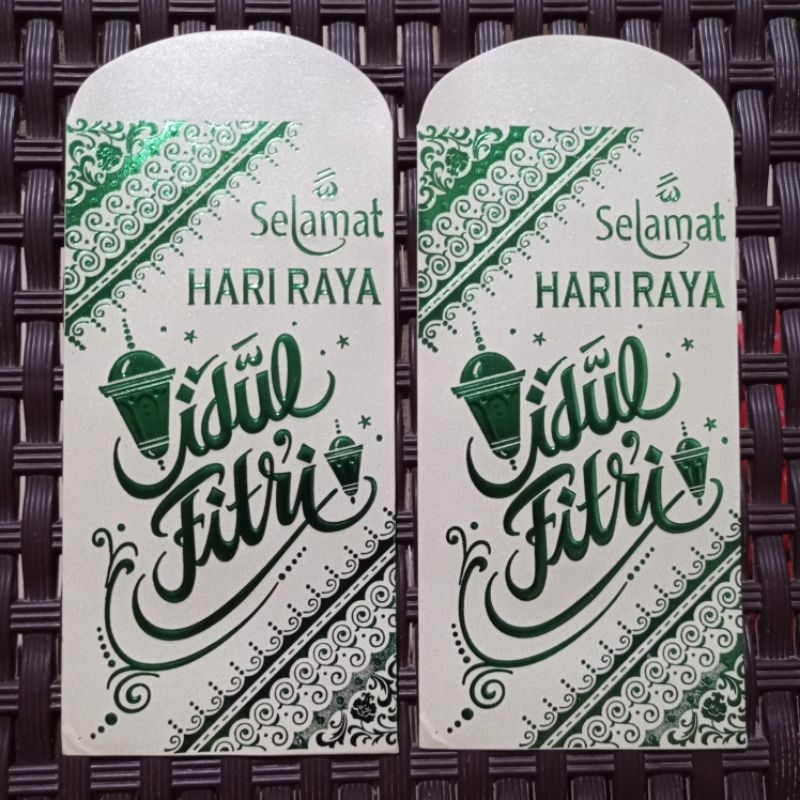 Selamat
HARI RAYA
'idul
Fitri
Selamat
HARI RAYA
'idul
Fitri